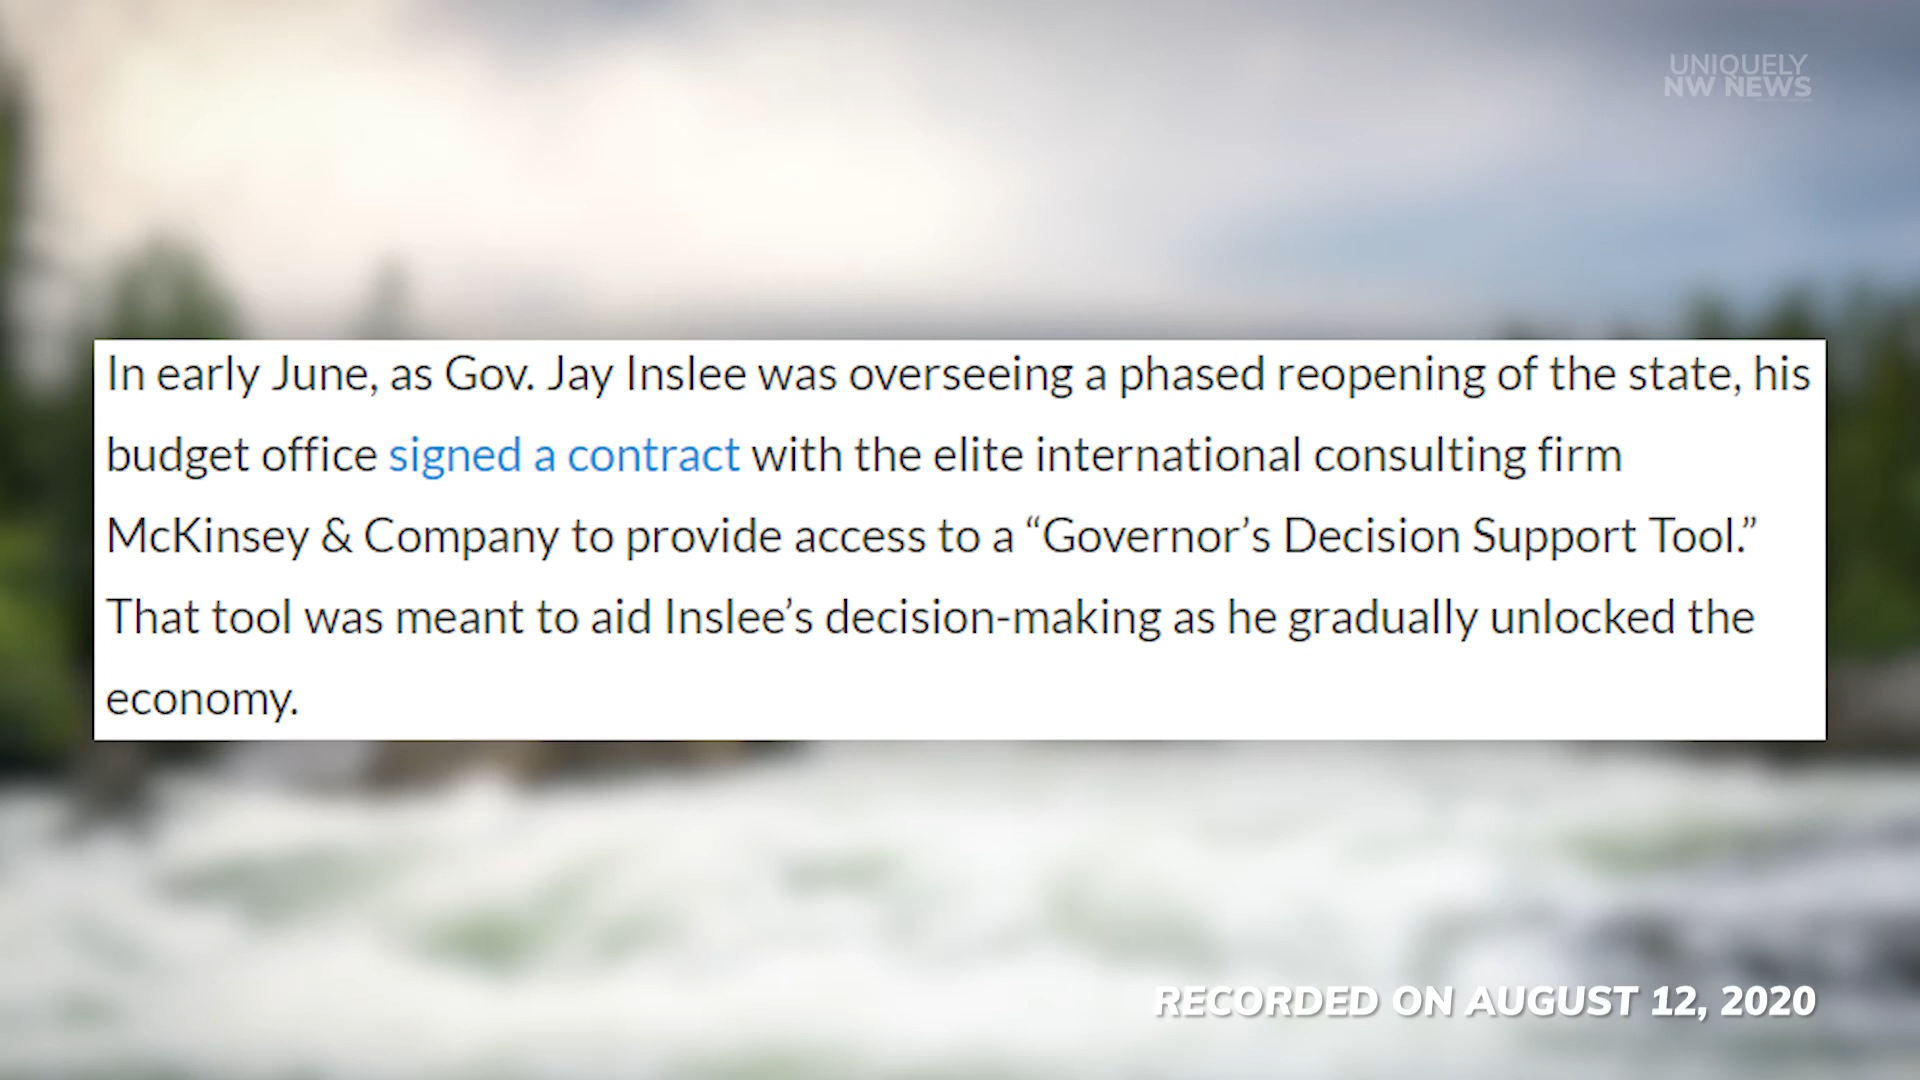 UNIQUELY
NW NEWS
In early June, as Gov. Jay Inslee was overseeing a phased reopening of the state, his
budget office signed a contract with the elite international consulting firm
McKinsey & Company to provide access to a “Governor’s Decision Support Tool.”
That tool was meant to aid Inslee’s decision-making as he gradually unlocked the
economy.
RECORDED ON AUGUST 12, 2020